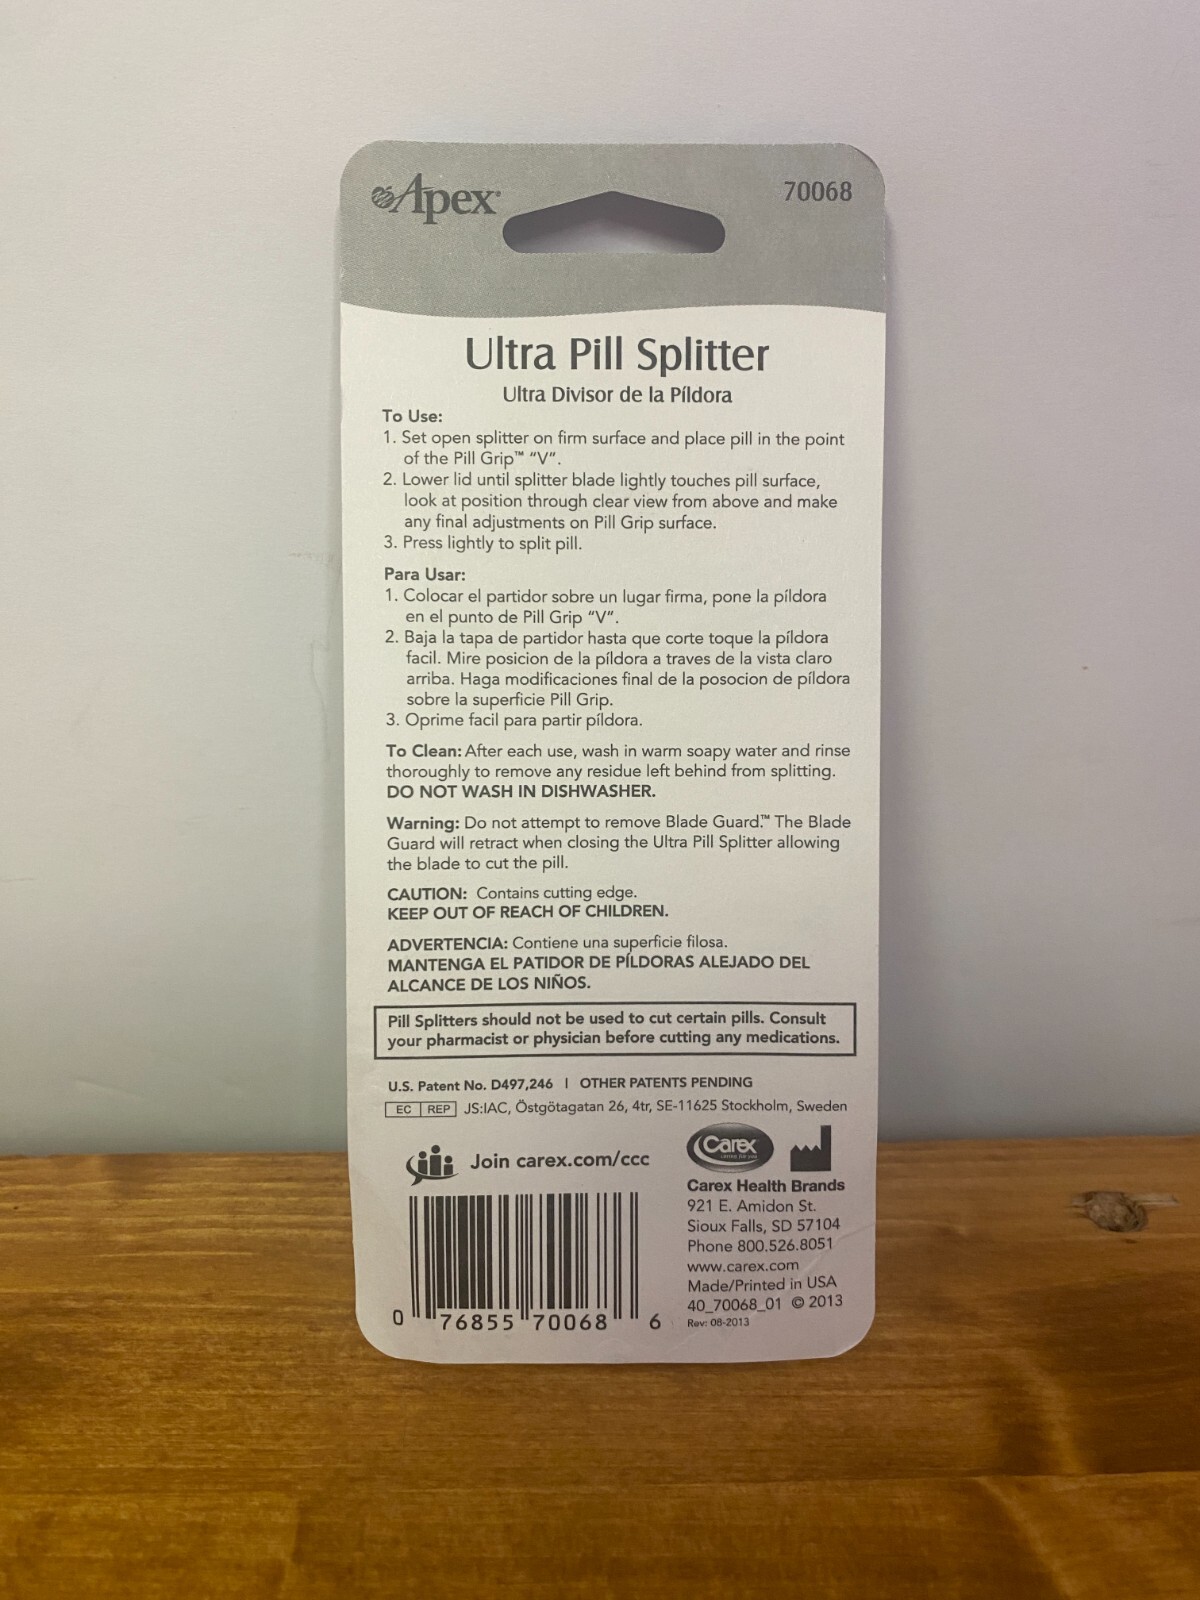 Apex
70068
Ultra Pill Splitter
Ultra Divisor de la Píldora
To Use:
1. Set open splitter on firm surface and place pill in the point
of the Pill Grip™ “V”.
2. Lower lid until splitter blade lightly touches pill surface,
look at position through clear view from above and make
any final adjustments on Pill Grip surface.
3. Press lightly to split pill.
Para Usar:
1. Colocar el partidor sobre un lugar firma, pone la píldora
en el punto de Pill Grip “V”.
2. Baja la tapa de partidor hasta que corte toque la píldora
facil. Mire posicion de la píldora a traves de la vista claro
arriba. Haga modificaciones final de la posocion de píldora
sobre la superficie Pill Grip.
3. Oprime facil para partir píldora.
To Clean: After each use, wash in warm soapy water and rinse
thoroughly to remove any residue left behind from splitting.
DO NOT WASH IN DISHWASHER.
Warning: Do not attempt to remove Blade Guard.™ The Blade
Guard will retract when closing the Ultra Pill Splitter allowing
the blade to cut the pill.
CAUTION: Contains cutting edge.
KEEP OUT OF REACH OF CHILDREN.
ADVERTENCIA: Contiene una superficie filosa.
MANTENGA EL PATIDOR DE PÍLDORAS ALEJADO DEL
ALCANCE DE LOS NIÑOS.
Pill Splitters should not be used to cut certain pills. Consult
your pharmacist or physician before cutting any medications.
U.S. Patent No. D497,246 | OTHER PATENTS PENDING
EC REP JS:IAC, Östgötagatan 26, 4tr, SE-11625 Stockholm, Sweden
Join carex.com/ccc
Carex
Carex Health Brands
921 E. Amidon St.
Sioux Falls, SD 57104
Phone 800.526.8051
www.carex.com
Made/Printed in USA
40_70068_01 © 2013
Rev: 08-2013
0 76855 70068 6